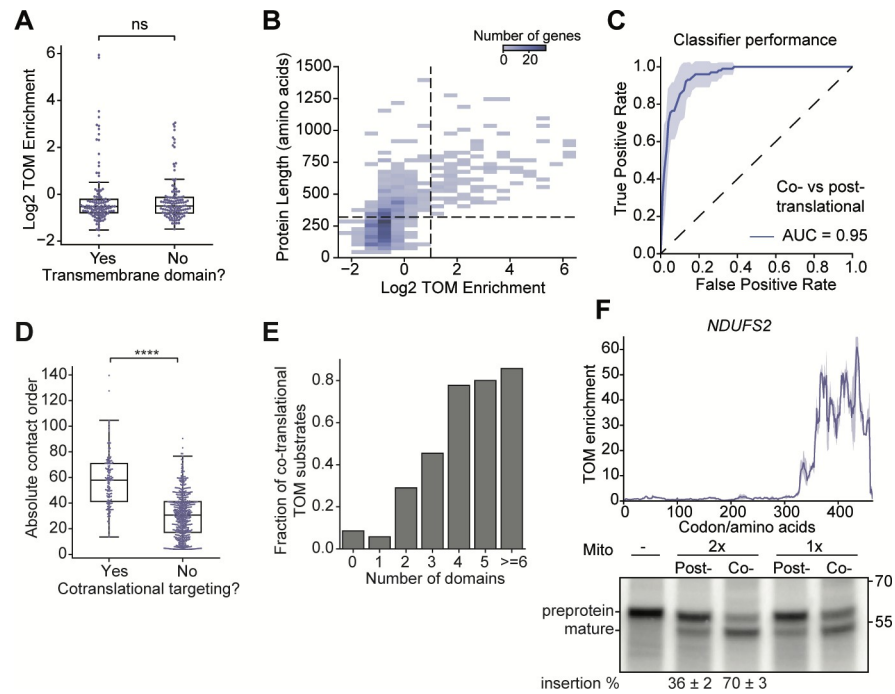 A
ns
Log2 TOM Enrichment
6
4
2
0
−2
Yes
No
Transmembrane domain?
B
Number of genes
0 20
Protein Length (amino acids)
1500
1250
1000
750
500
250
0
−2 0 2 4 6
Log2 TOM Enrichment
C
Classifier performance
True Positive Rate
1.0
0.8
0.6
0.4
0.2
0.0
Co- vs post-
translational
AUC = 0.95
0.0 0.2 0.4 0.6 0.8 1.0
False Positive Rate
D
****
Absolute contact order
140
120
100
80
60
40
20
0
Yes
No
Cotranslational targeting?
E
Fraction of co-translational
TOM substrates
0.8
0.6
0.4
0.2
0.0
0 1 2 3 4 5 >=6
Number of domains
F
NDUFS2
TOM enrichment
60
50
40
30
20
10
0
0 100 200 300 400
Codon/amino acids
Mito - 2x 1x
Post- Co- Post- Co-
70
preprotein
55
mature
insertion % 36 ± 2 70 ± 3